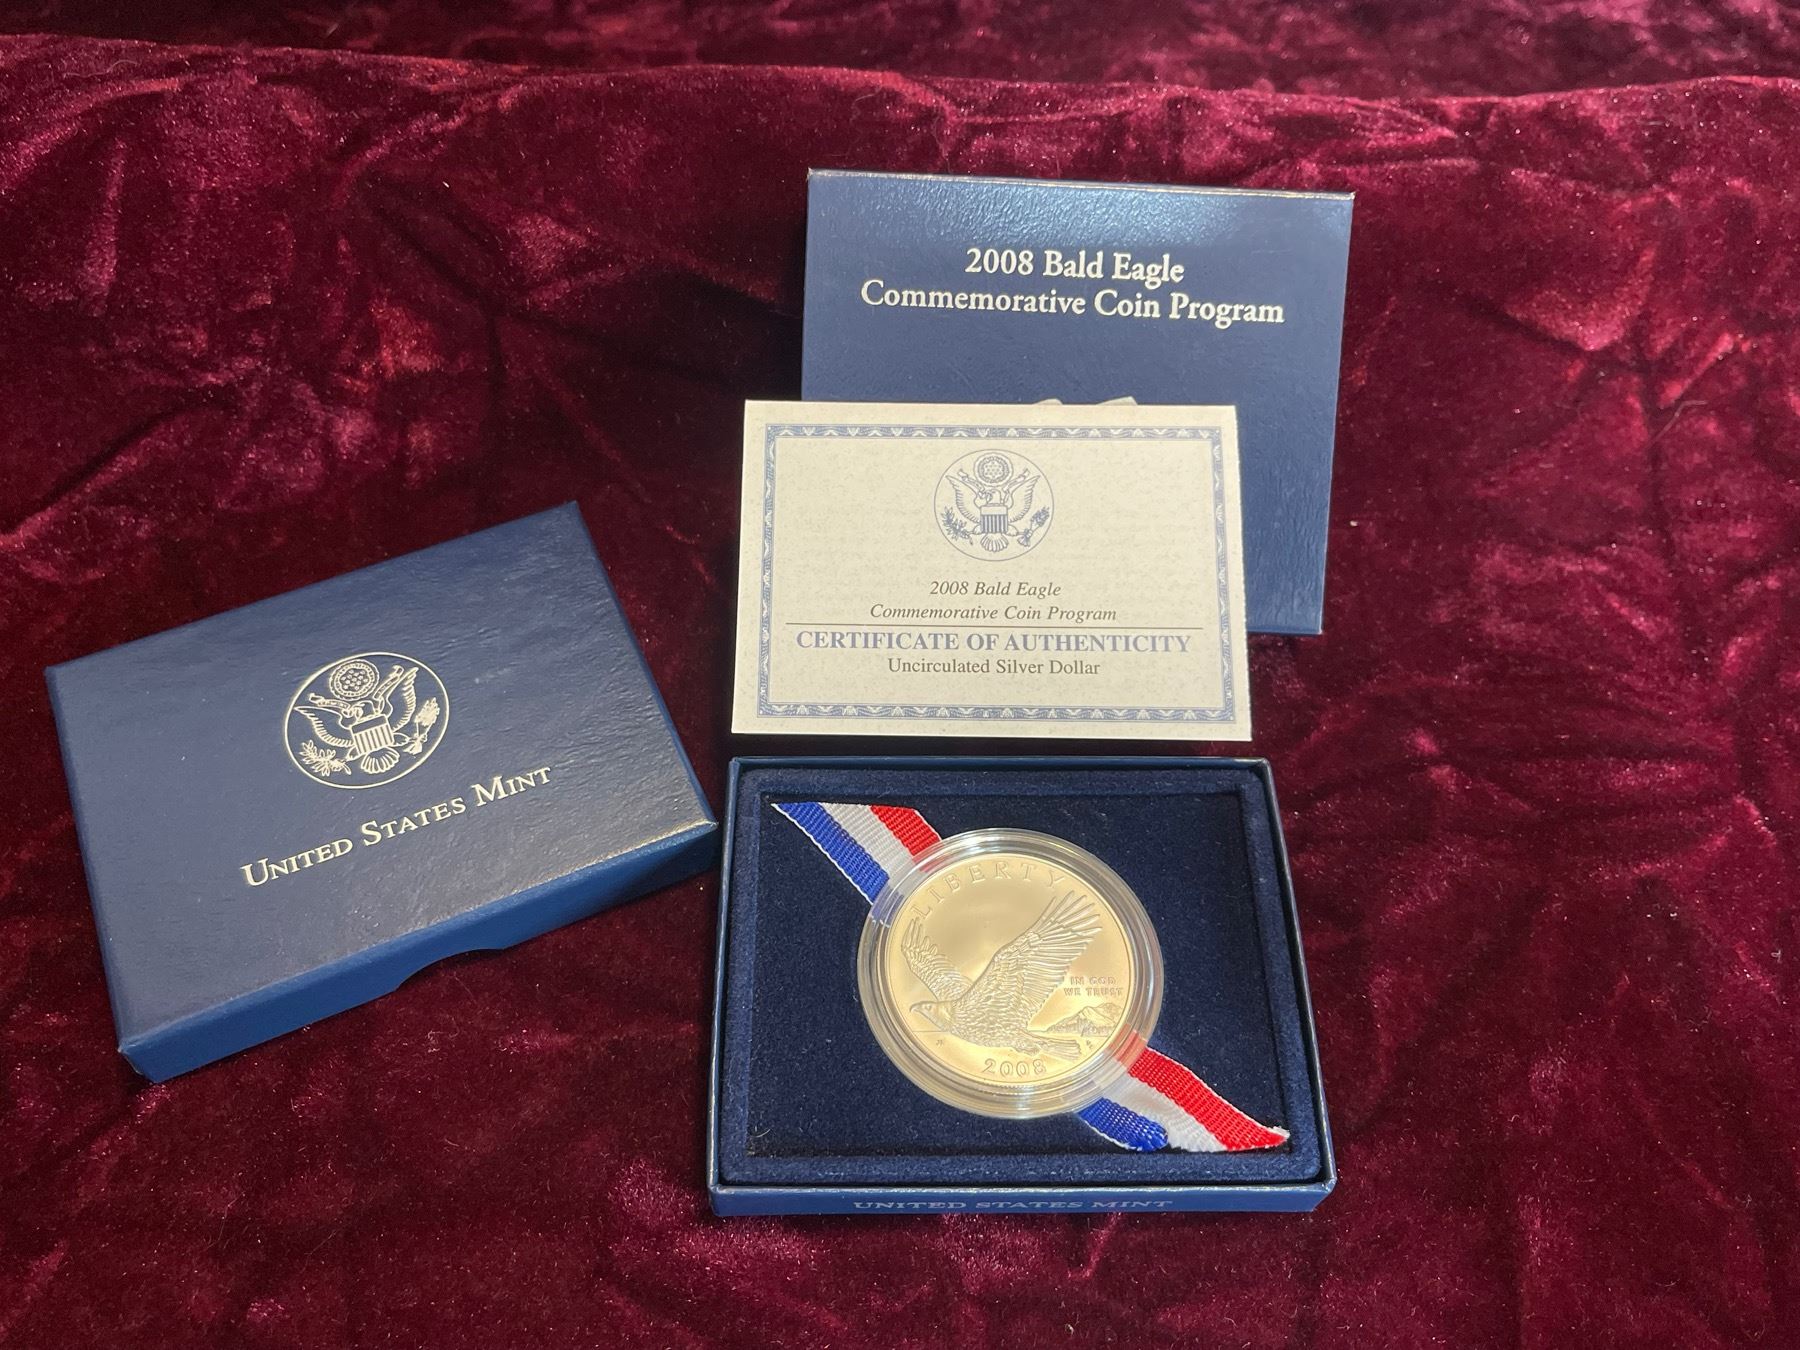 2008 Bald Eagle
Commemorative Coin Program
2008 Bald Eagle
Commemorative Coin Program
CERTIFICATE OF AUTHENTICITY
Uncirculated Silver Dollar
UNITED STATES MINT
LIBERTY
IN GOD
WE TRUST
2008
UNITED STATES MINT